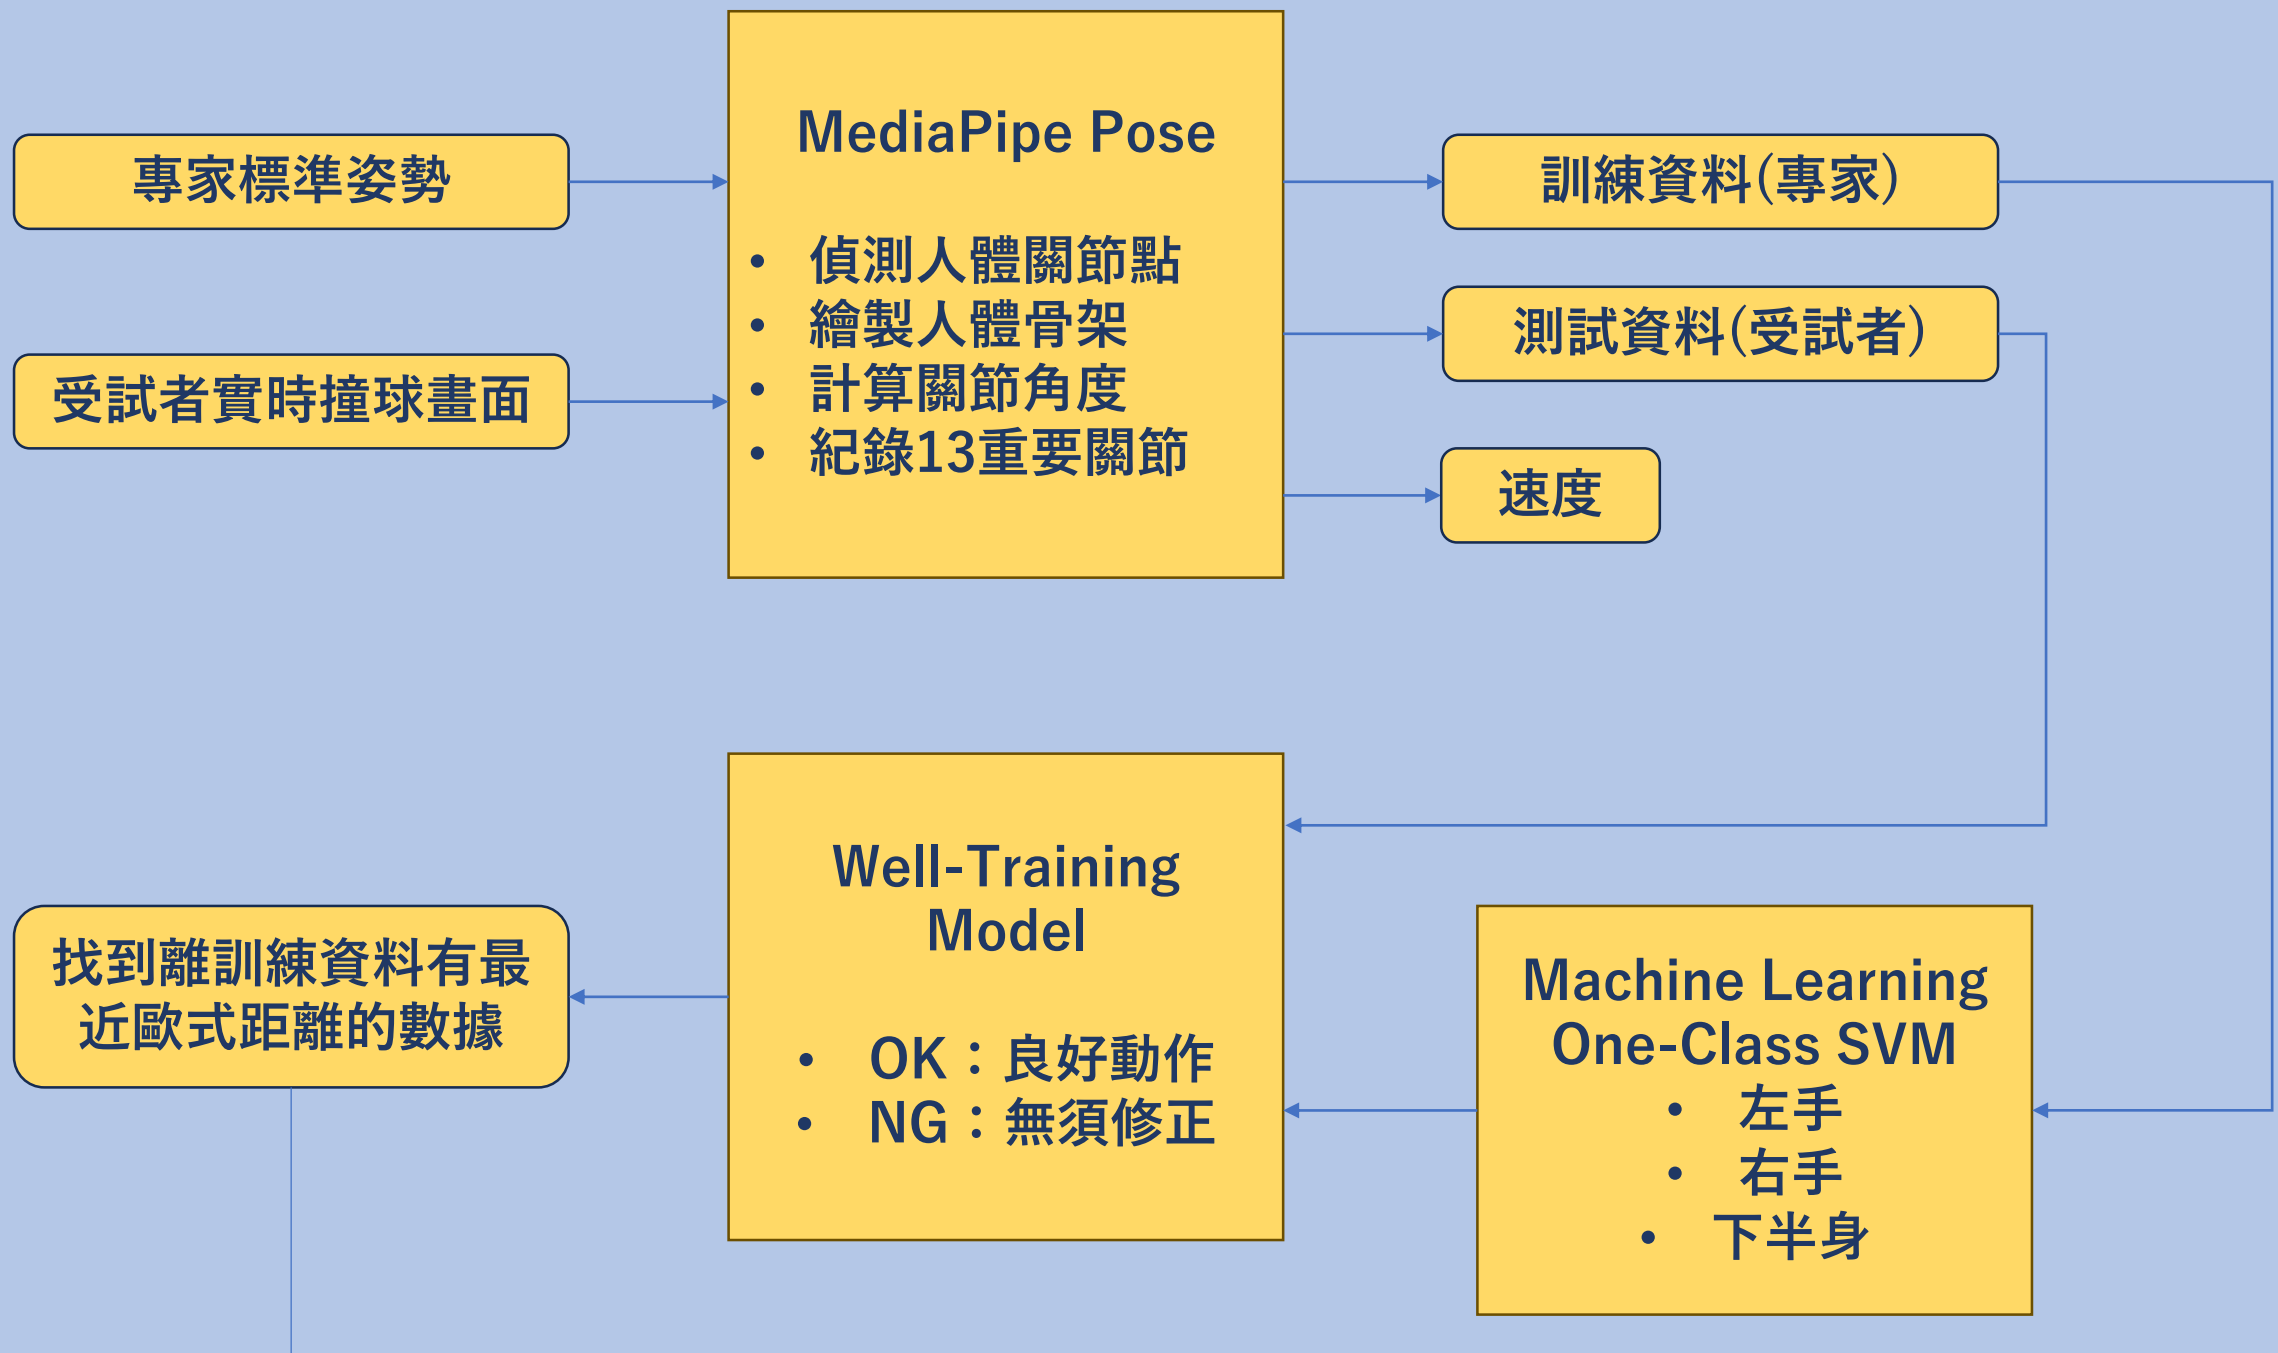 專家標準姿勢
受試者實時撞球畫面
MediaPipe Pose
• 偵測人體關節點
• 繪製人體骨架
• 計算關節角度
• 紀錄13重要關節
訓練資料(專家)
測試資料(受試者)
速度
Well-Training
Model
• OK：良好動作
• NG：無須修正
Machine Learning
One-Class SVM
• 左手
• 右手
• 下半身
找到離訓練資料有最
近歐式距離的數據